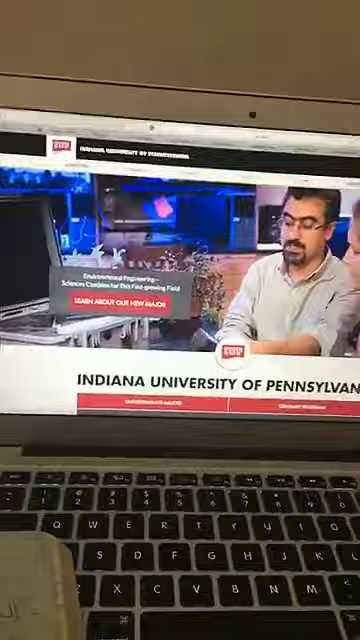 IUP
INDIANA UNIVERSITY OF PENNSYLVANIA
Environmental Engineering—
Sciences Combine for This Fast-growing Field
LEARN ABOUT OUR NEW MAJOR
IUP
INDIANA UNIVERSITY OF PENNSYLVAN
Q W E R T Y U I O
S D F G H J K L
Z X C V B N M